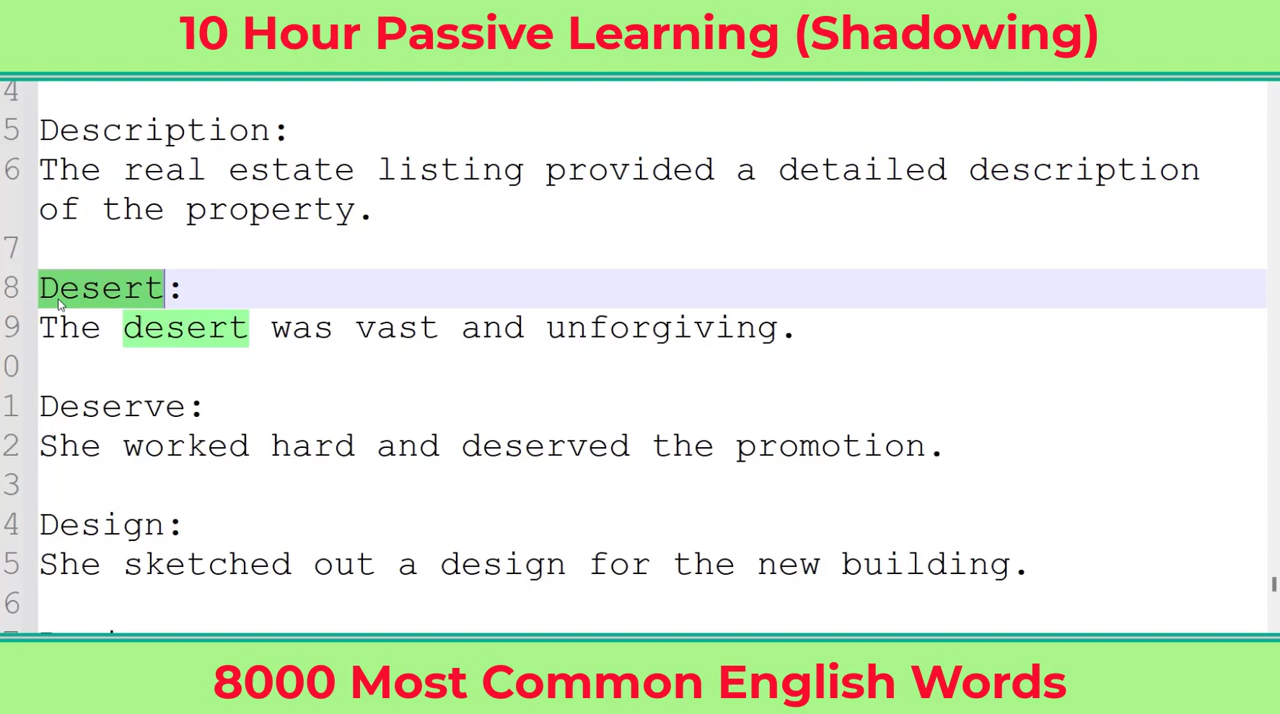 10 Hour Passive Learning (Shadowing)
4
5 Description:
6 The real estate listing provided a detailed description
of the property.
7
8 Desert:
9 The desert was vast and unforgiving.
0
1 Deserve:
2 She worked hard and deserved the promotion.
3
4 Design:
5 She sketched out a design for the new building.
6
8000 Most Common English Words